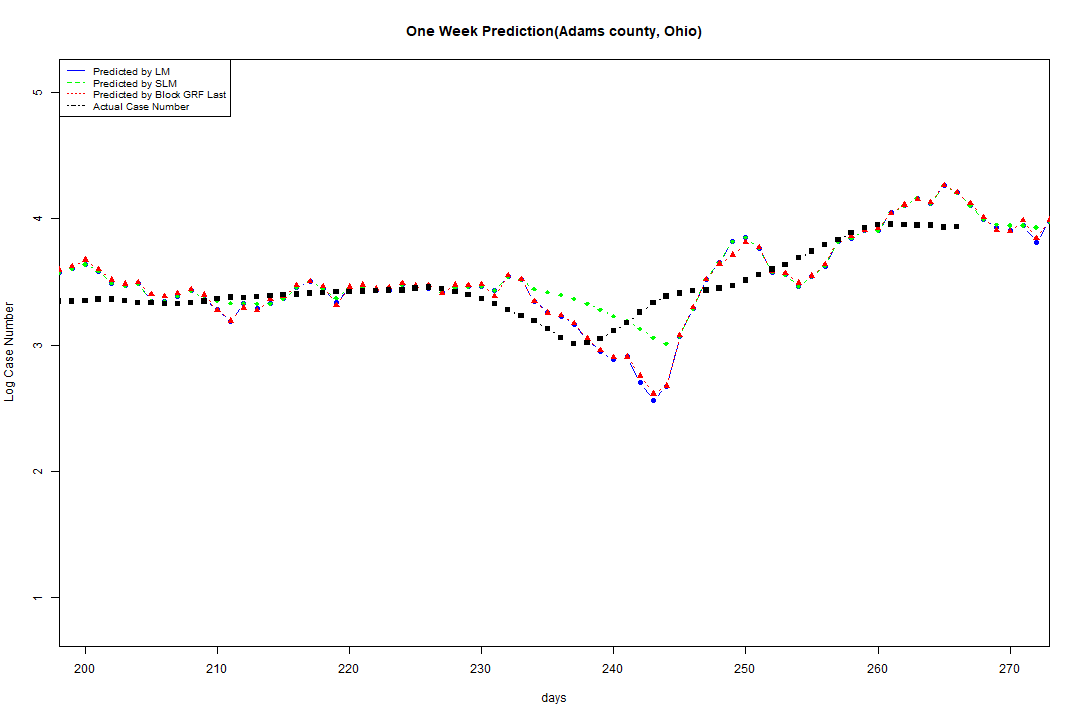 One Week Prediction(Adams county, Ohio)
Predicted by LM
Predicted by SLM
Predicted by Block GRF Last
Actual Case Number
5
4
3
2
1
Log Case Number
200 210 220 230 240 250 260 270
days